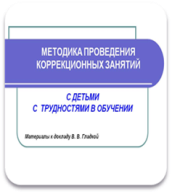 МЕТОДИКА ПРОВЕДЕНИЯ
КОРРЕКЦИОННЫХ ЗАНЯТИЙ
С ДЕТЬМИ
С ТРУДНОСТЯМИ В ОБУЧЕНИИ
Материалы к докладу В. В. Гладкой